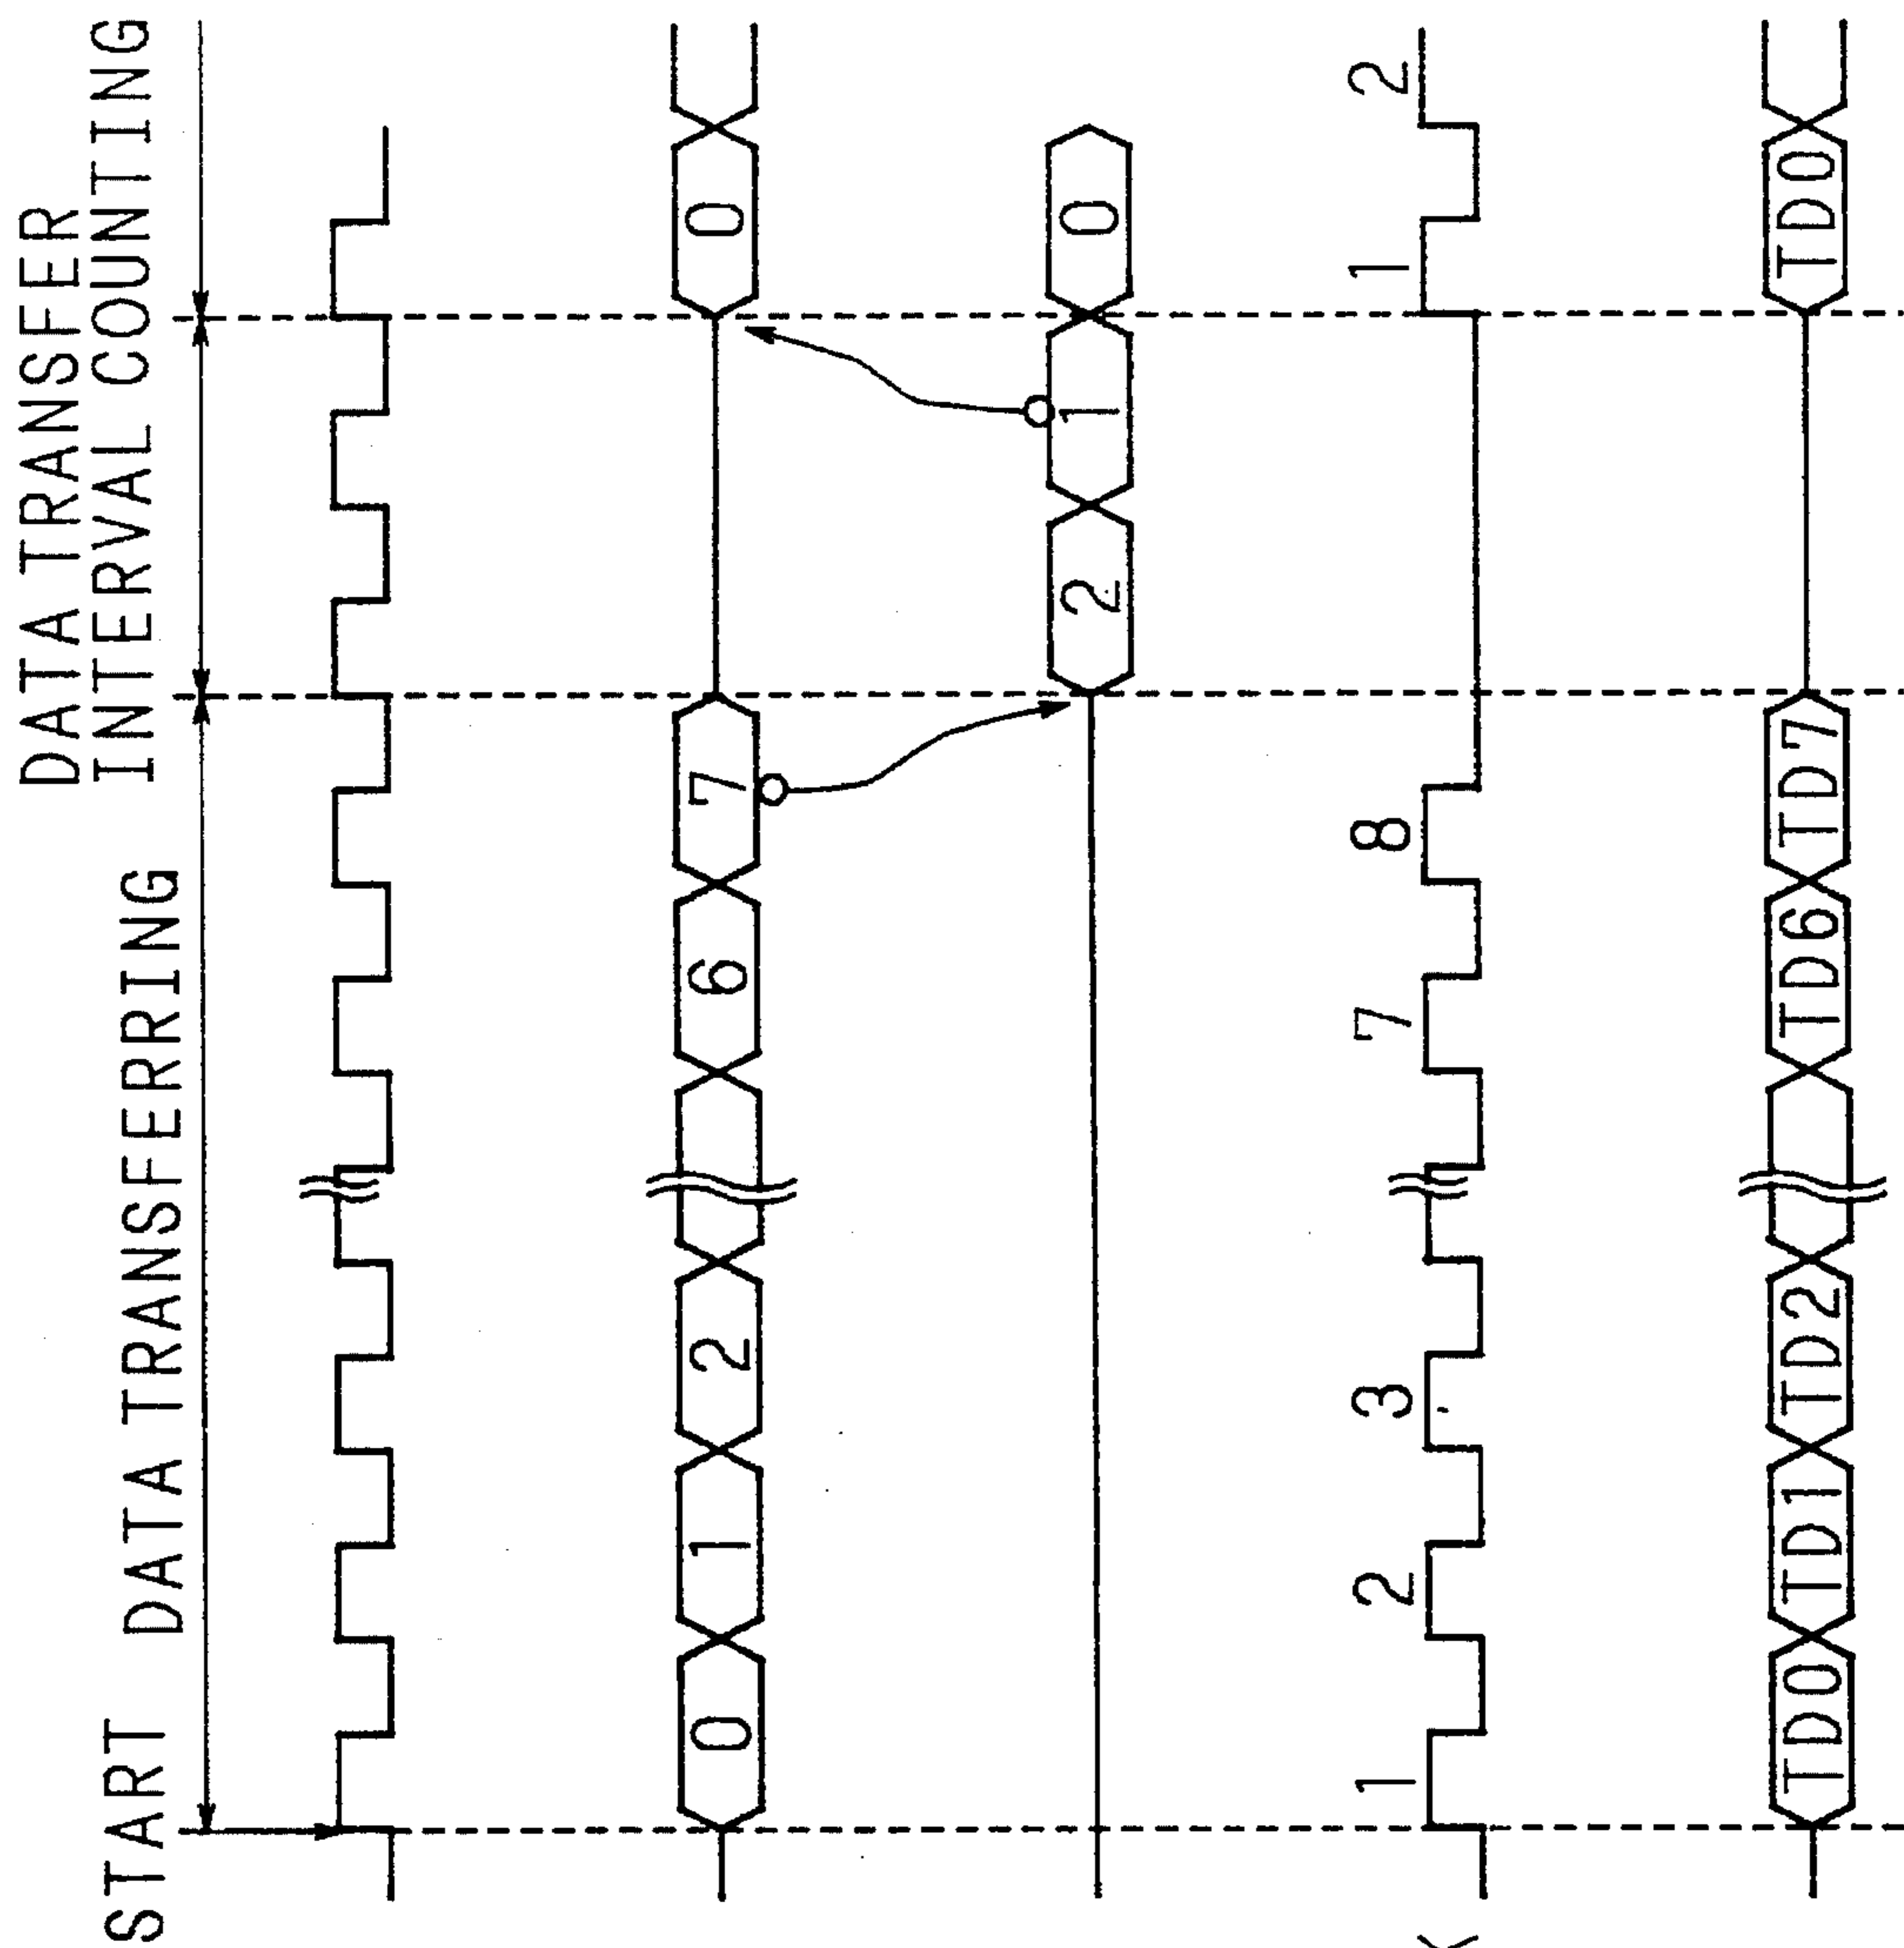 DATA TRANSFER
INTERVAL COUNTING
START DATA TRANSFERRING
0 1 2 6 7 0
2 1 0
1 2 3 7 8 1 2
TD0 TD1 TD2 TD6 TD7 TD0